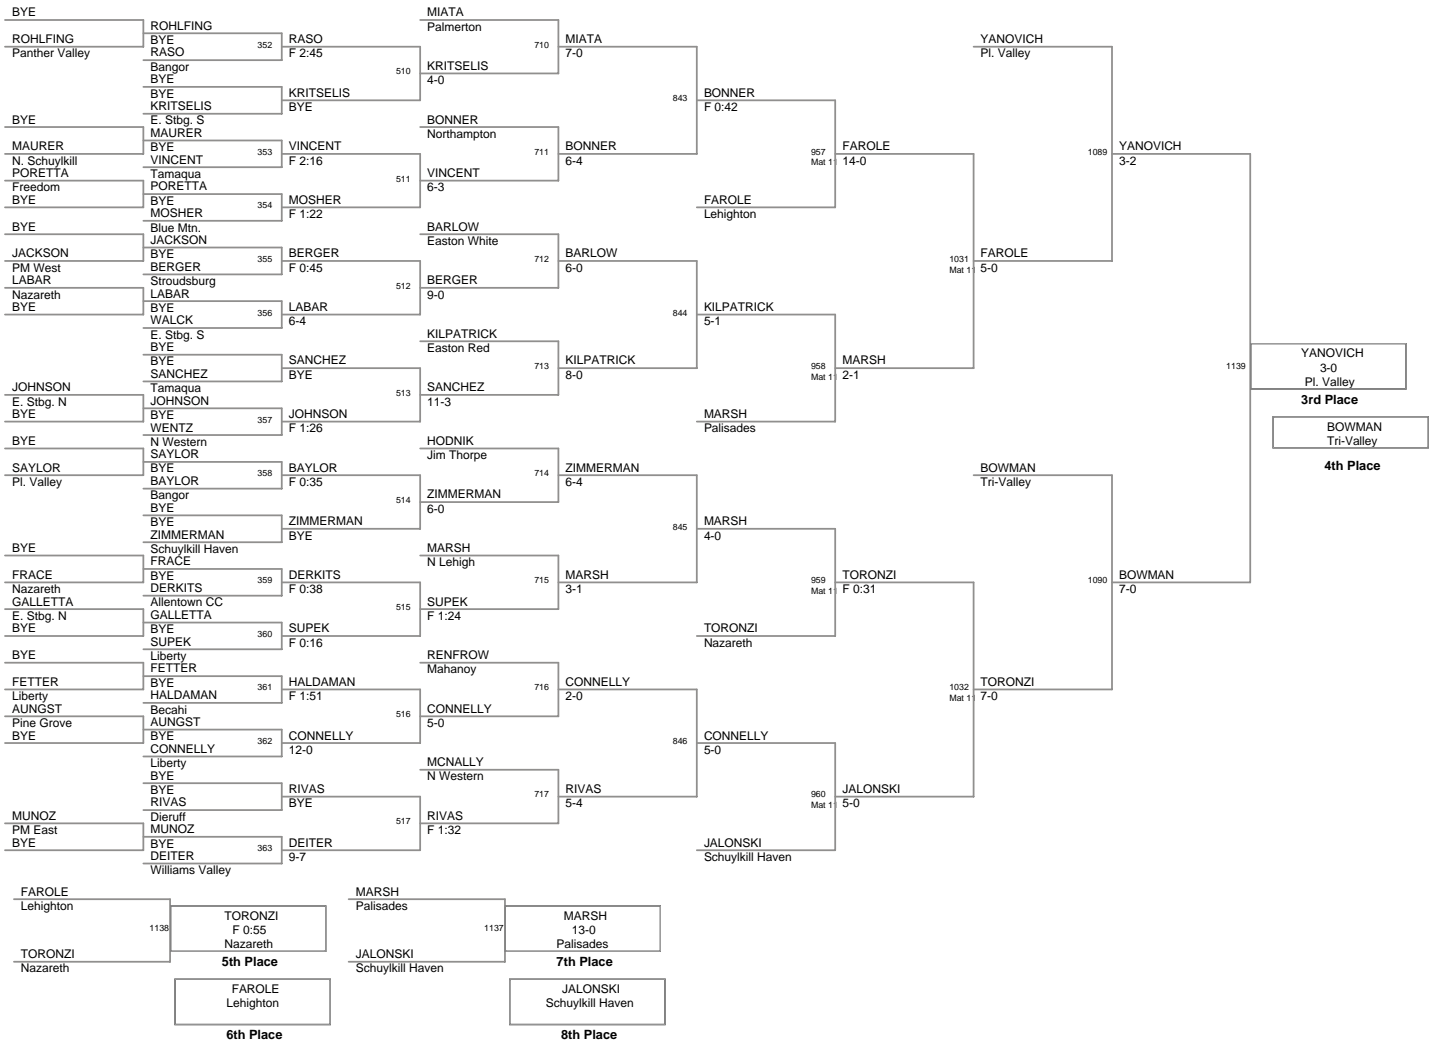 BYE
ROHLFING
Panther Valley
BYE
MAURER
N. Schuylkill
PORETTA
Freedom
BYE
BYE
JACKSON
PM West
LABAR
Nazareth
BYE
JOHNSON
E. Stbg. N
BYE
BYE
SAYLOR
Pl. Valley
BYE
FRACE
Nazareth
GALLETTA
E. Stbg. N
BYE
BYE
FETTER
Liberty
AUNGST
Pine Grove
BYE
MUNOZ
PM East
BYE
ROHLFING
BYE
352
RASO
Bangor
BYE
BYE
KRITSELIS
E. Stbg. S
MAURER
BYE
353
VINCENT
Tamaqua
PORETTA
BYE
354
MOSHER
Blue Mtn.
JACKSON
BYE
355
BERGER
Stroudsburg
LABAR
BYE
356
WALCK
E. Stbg. S
BYE
BYE
SANCHEZ
Tamaqua
JOHNSON
BYE
357
WENTZ
N Western
SAYLOR
BYE
358
BAYLOR
Bangor
BYE
BYE
ZIMMERMAN
Schuylkill Haven
FRACE
BYE
359
DERKITS
Allentown CC
GALLETTA
BYE
360
SUPEK
Liberty
FETTER
BYE
361
HALDAMAN
Becahi
AUNGST
BYE
362
CONNELLY
Liberty
BYE
BYE
RIVAS
Dieruff
MUNOZ
BYE
363
DEITER
Williams Valley
RASO
F 2:45
510
KRITSELIS
BYE
VINCENT
F 2:16
511
MOSHER
F 1:22
BERGER
F 0:45
512
LABAR
6-4
SANCHEZ
BYE
513
JOHNSON
F 1:26
BAYLOR
F 0:35
514
ZIMMERMAN
BYE
DERKITS
F 0:38
515
SUPEK
F 0:16
HALDAMAN
F 1:51
516
CONNELLY
12-0
RIVAS
BYE
517
DEITER
9-7
MIATA
Palmerton
710
KRITSELIS
4-0
BONNER
Northampton
711
VINCENT
6-3
BARLOW
Easton White
712
BERGER
9-0
KILPATRICK
Easton Red
713
SANCHEZ
11-3
HODNIK
Jim Thorpe
714
ZIMMERMAN
6-0
MARSH
N Lehigh
715
SUPEK
F 1:24
RENFROW
Mahanoy
716
CONNELLY
5-0
MCNALLY
N Western
717
RIVAS
F 1:32
MIATA
7-0
843
BONNER
6-4
BARLOW
6-0
844
KILPATRICK
8-0
ZIMMERMAN
6-4
845
MARSH
3-1
CONNELLY
2-0
846
RIVAS
5-4
BONNER
F 0:42
957
Mat 11
FAROLE
Lehighton
KILPATRICK
5-1
958
Mat 11
MARSH
Palisades
MARSH
4-0
959
Mat 11
TORONZI
Nazareth
CONNELLY
5-0
960
Mat 11
JALONSKI
Schuylkill Haven
FAROLE
14-0
1031
Mat 11
MARSH
2-1
TORONZI
F 0:31
1032
Mat 11
JALONSKI
5-0
YANOVICH
Pl. Valley
1089
FAROLE
5-0
BOWMAN
Tri-Valley
1090
TORONZI
7-0
YANOVICH
3-2
1139
BOWMAN
7-0
YANOVICH
3-0
Pl. Valley
3rd Place
BOWMAN
Tri-Valley
4th Place
FAROLE
Lehighton
1138
TORONZI
Nazareth
TORONZI
F 0:55
Nazareth
5th Place
FAROLE
Lehighton
6th Place
MARSH
Palisades
1137
JALONSKI
Schuylkill Haven
MARSH
13-0
Palisades
7th Place
JALONSKI
Schuylkill Haven
8th Place